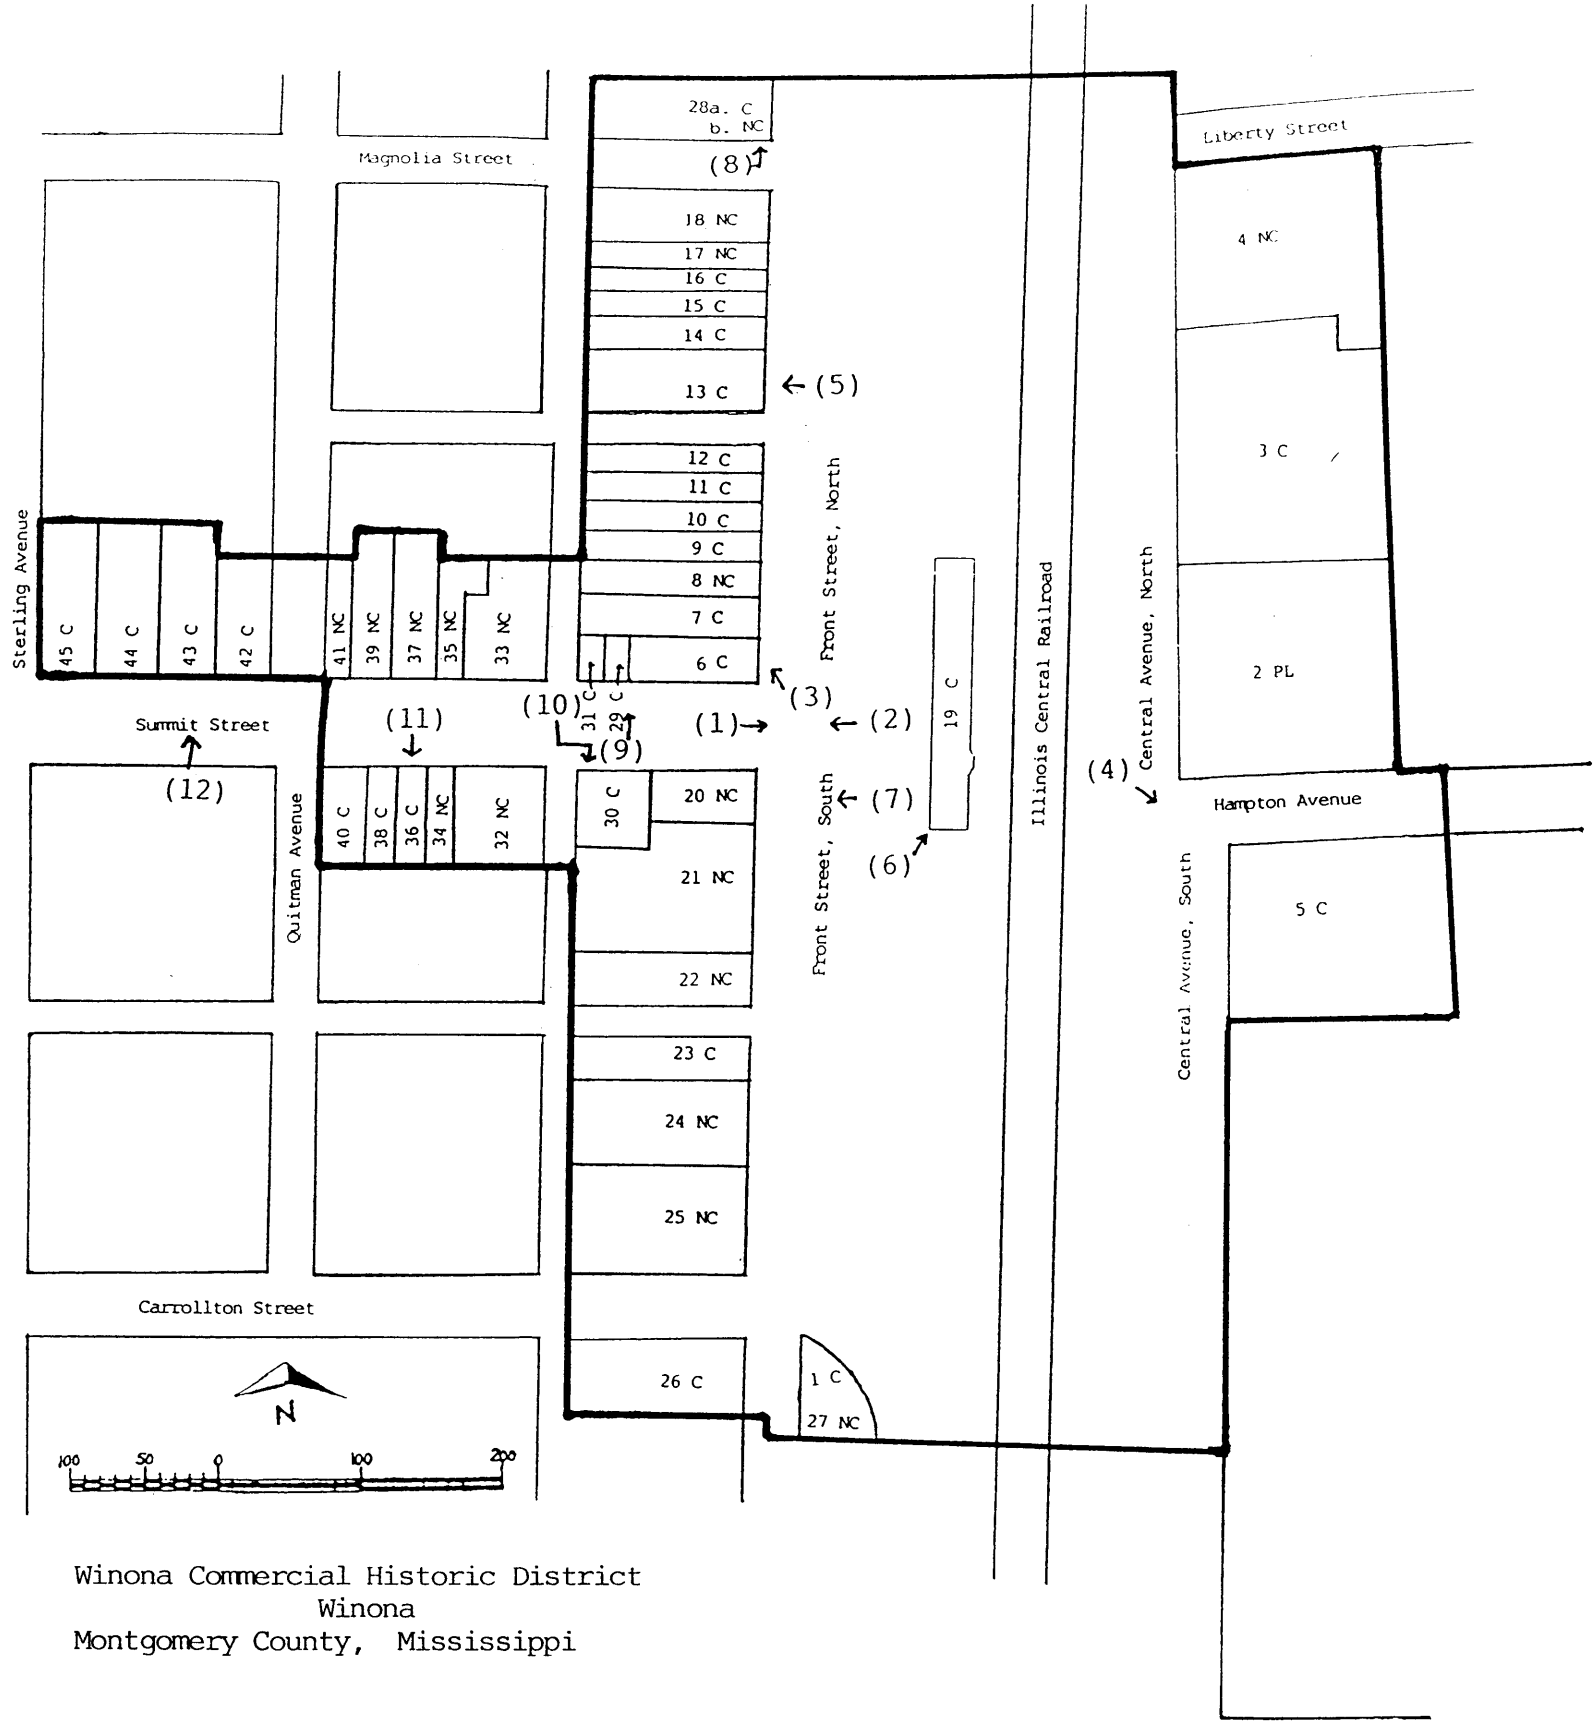 28a. C
b. NC
Liberty Street
Magnolia Street
(8)
18 NC
4 NC
17 NC
16 C
15 C
14 C
13 C
(5)
12 C
3 C
11 C
Front Street, North
10 C
Sterling Avenue
9 C
Central Avenue, North
Illinois Central Railroad
8 NC
7 C
45 C
44 C
43 C
42 C
41 NC
39 NC
37 NC
35 NC
33 NC
6 C
2 PL
31 C
29 C
(3)
19 C
Summit Street
(11)
(10)
(1)
(2)
(9)
(4)
(12)
20 NC
(7)
Hampton Avenue
30 C
Front Street, South
40 C
38 C
36 C
34 NC
32 NC
Quitman Avenue
(6)
21 NC
5 C
Central Avenue, South
22 NC
23 C
24 NC
25 NC
Carrollton Street
26 C
1 C
27 NC
N
100 50 0 100 200
Winona Commercial Historic District
Winona
Montgomery County, Mississippi